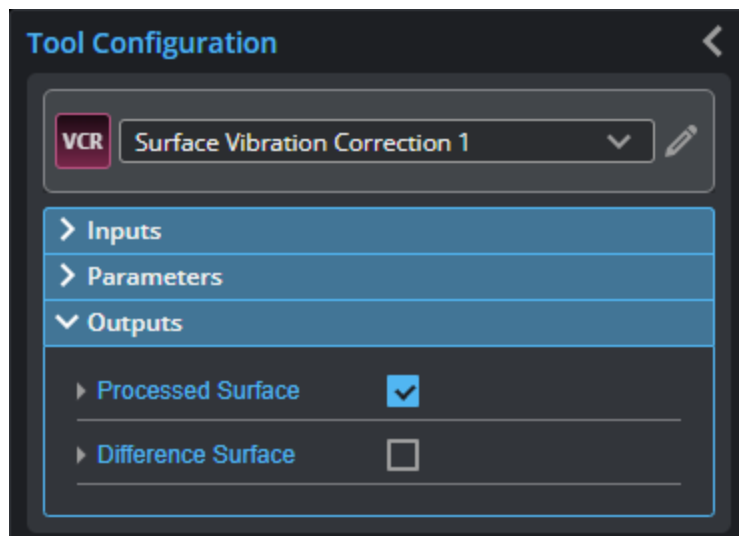 Tool Configuration
VCR Surface Vibration Correction 1
Inputs
Parameters
Outputs
Processed Surface
Difference Surface